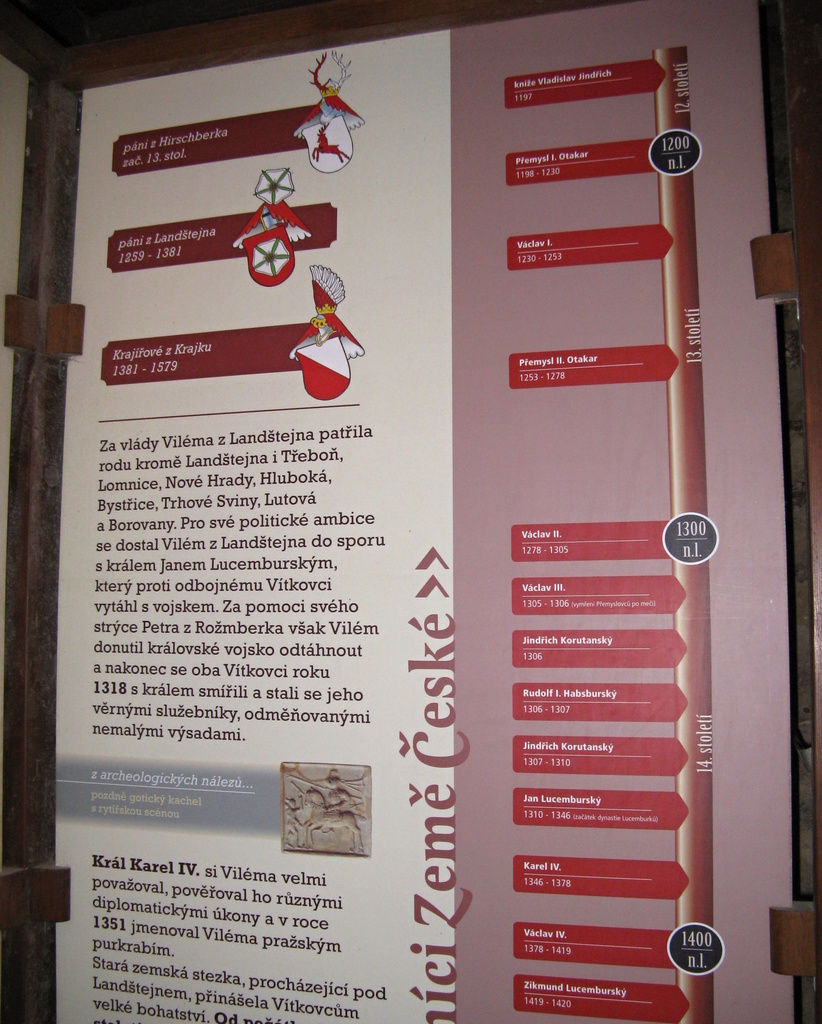 páni z Hirschberka
zač. 13. stol.
páni z Landštejna
1259 - 1381
Krajířové z Krajku
1381 - 1579
Za vlády Viléma z Landštejna patřila
rodu kromě Landštejna i Třeboň,
Lomnice, Nové Hrady, Hluboká,
Bystřice, Trhové Sviny, Lutová
a Borovany. Pro své politické ambice
se dostal Vilém z Landštejna do sporu
s králem Janem Lucemburským,
který proti odbojnému Vítkovci
vytáhl s vojskem. Za pomoci svého
strýce Petra z Rožmberka však Vilém
donutil královské vojsko odtáhnout
a nakonec se oba Vítkovci roku
1318 s králem smířili a stali se jeho
věrnými služebníky, odměňovanými
nemalými výsadami.
z archeologických nálezů...
pozdně gotický kachel
s rytířskou scénou
Král Karel IV. si Viléma velmi
považoval, pověřoval ho různými
diplomatickými úkony a v roce
1351 jmenoval Viléma pražským
purkrabím.
Stará zemská stezka, procházející pod
Landštejnem, přinášela Vítkovcům
velké bohatství. Od
níci Země České >>
kníže Vladislav Jindřich
1197
12. století
Přemysl I. Otakar
1198 - 1230
1200
n.l.
Václav I.
1230 - 1253
13. století
Přemysl II. Otakar
1253 - 1278
Václav II.
1278 - 1305
1300
n.l.
Václav III.
1305 - 1306 (vymření Přemyslovců po meči)
Jindřich Korutanský
1306
Rudolf I. Habsburský
1306 - 1307
14. století
Jindřich Korutanský
1307 - 1310
Jan Lucemburský
1310 - 1346 (začátek dynastie Lucemburků)
Karel IV.
1346 - 1378
Václav IV.
1378 - 1419
1400
n.l.
Zikmund Lucemburský
1419 - 1420